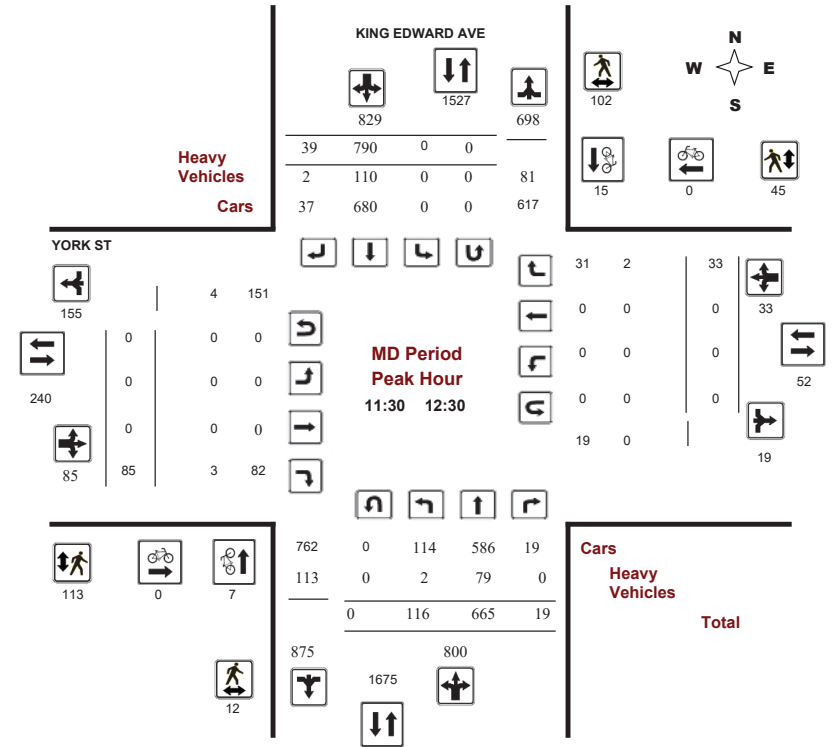 KING EDWARD AVE
N
W E
S
1527
102
829 698
39 790 0 0
Heavy
Vehicles
2 110 0 0 81
Cars
37 680 0 0 617
15 0 45
YORK ST
155
4 151
31 2 33
33
0 0 0
0 0 0
240
0 0 0
0 0 0
52
MD Period
Peak Hour
11:30 12:30
0 0 0
0 0 0
85
85 3 82
19 0
19
762 0 114 586 19
Cars
113 0 2 79 0
Heavy
Vehicles
0 116 665 19
Total
113 0 7
875 800
1675
12